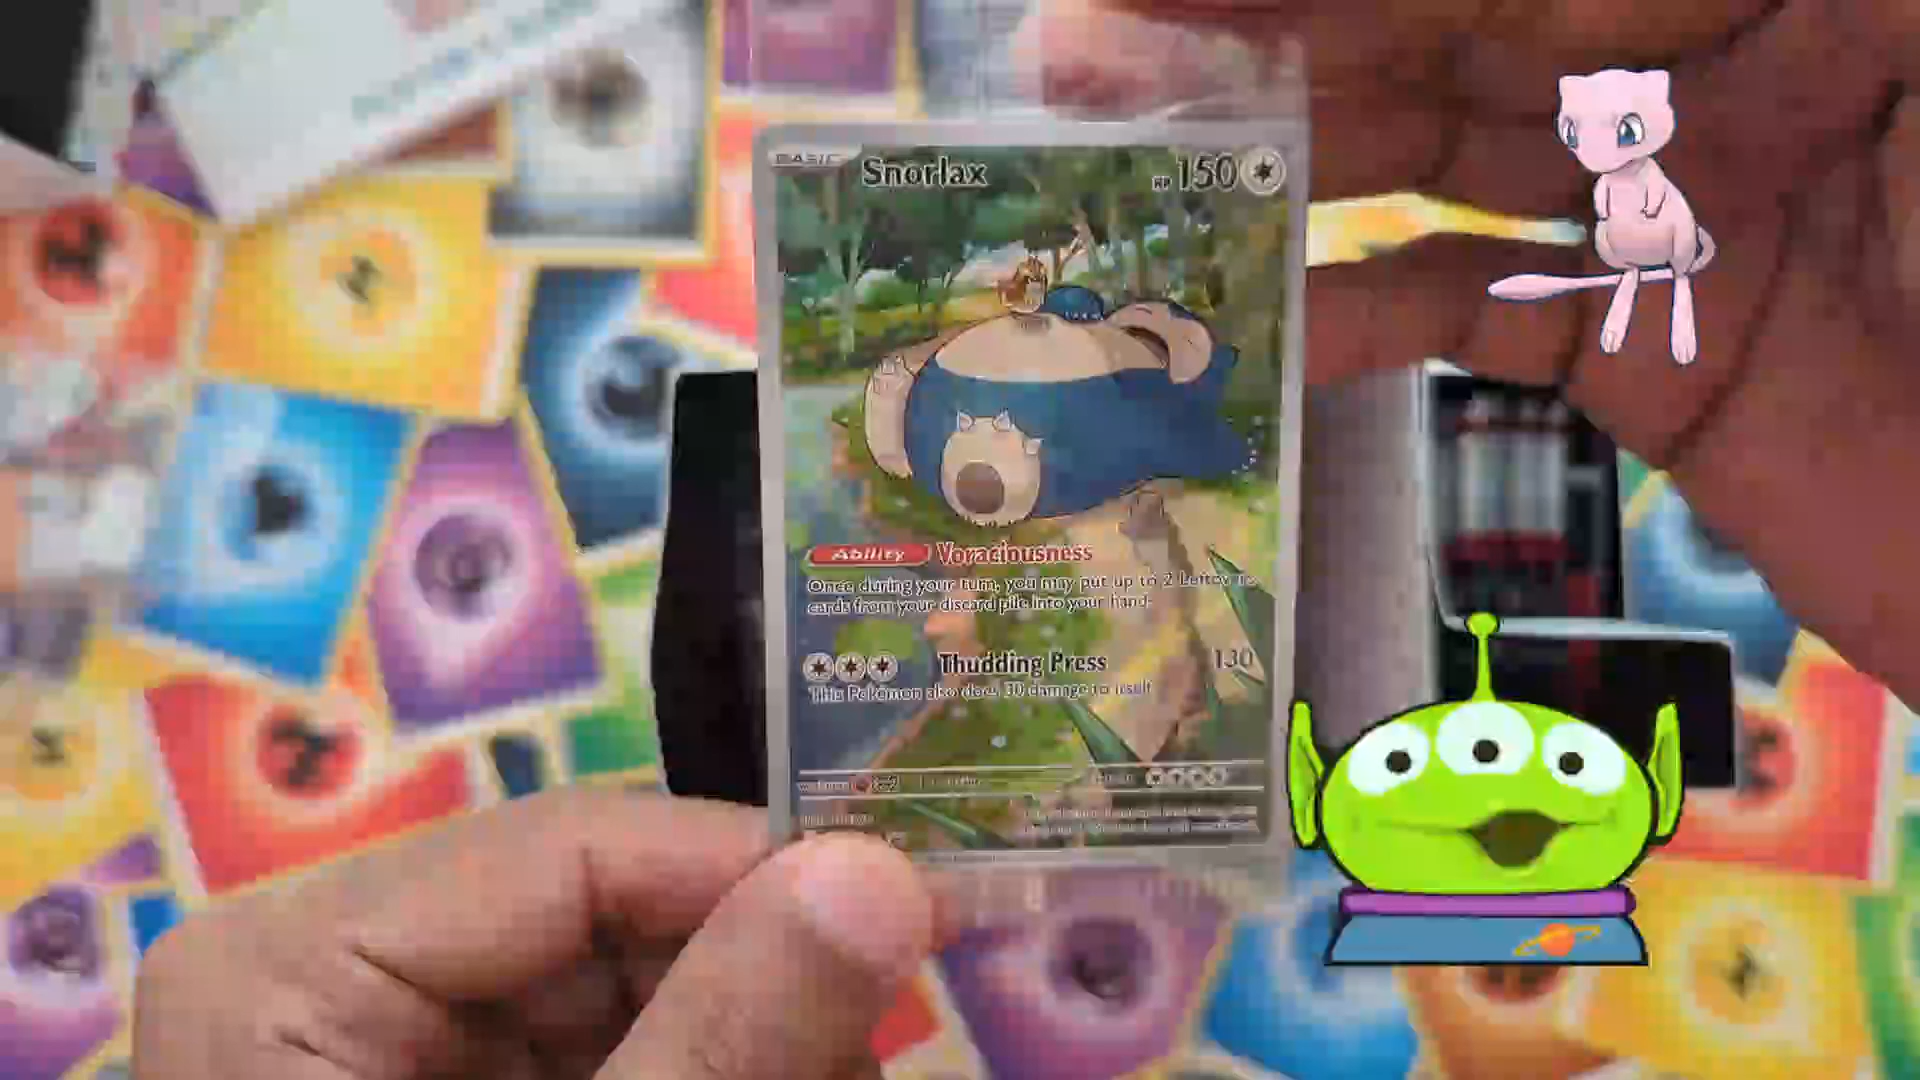 BASIC Snorlax HP 150
Ability Voraciousness
Once during your turn, you may put up to 2 Leftovers
cards from your discard pile into your hand.
Thudding Press 130
This Pokémon also does 30 damage to itself.